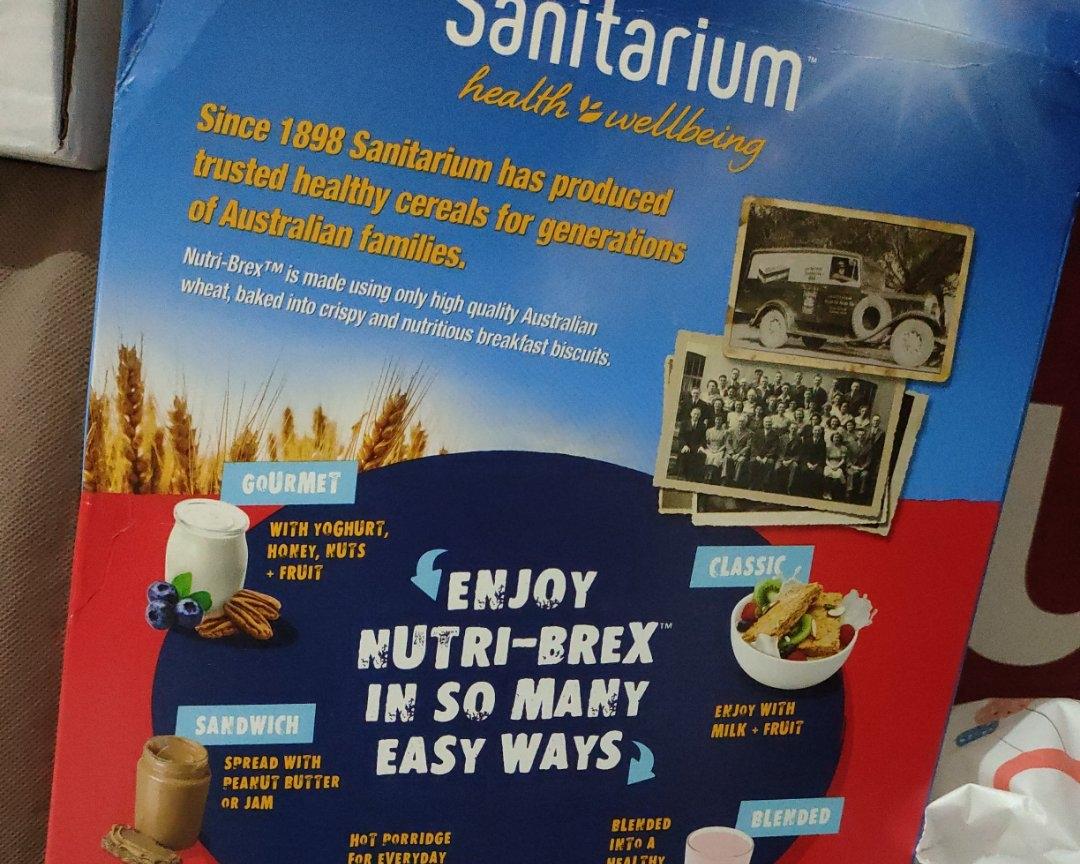 Sanitarium™
health wellbeing
Since 1898 Sanitarium has produced
trusted healthy cereals for generations
of Australian families.
Nutri-Brex™ is made using only high quality Australian
wheat, baked into crispy and nutritious breakfast biscuits.
GOURMET
WITH YOGHURT,
HONEY, NUTS
+ FRUIT
CLASSIC
ENJOY WITH
MILK + FRUIT
ENJOY
NUTRI-BREX™
IN SO MANY
EASY WAYS
SANDWICH
SPREAD WITH
PEANUT BUTTER
OR JAM
HOT PORRIDGE
FOR EVERYDAY
BLENDED
BLENDED
INTO A
HEALTHY